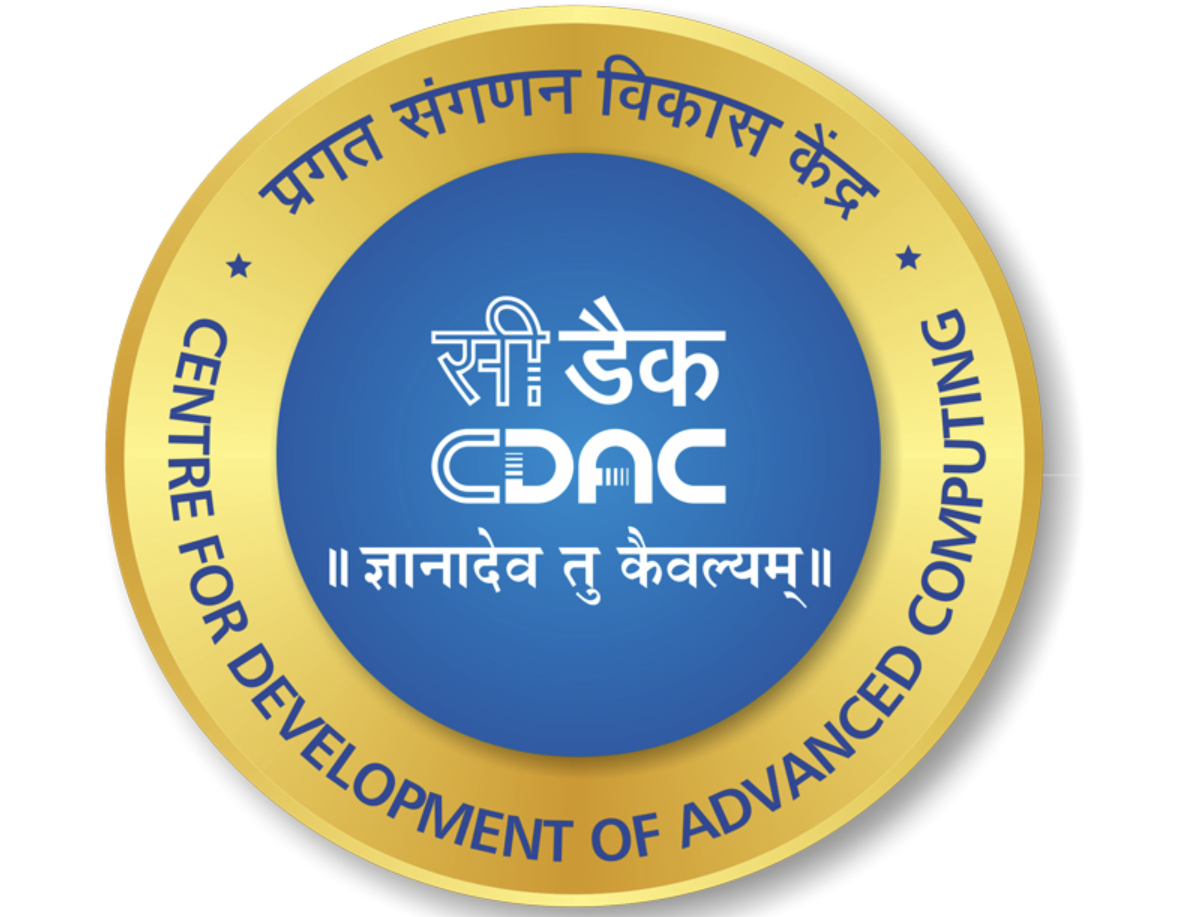 प्रगत संगणन विकास केंद्र
सी डैक
CDAC
॥ ज्ञानादेव तु कैवल्यम् ॥
CENTRE FOR DEVELOPMENT OF ADVANCED COMPUTING